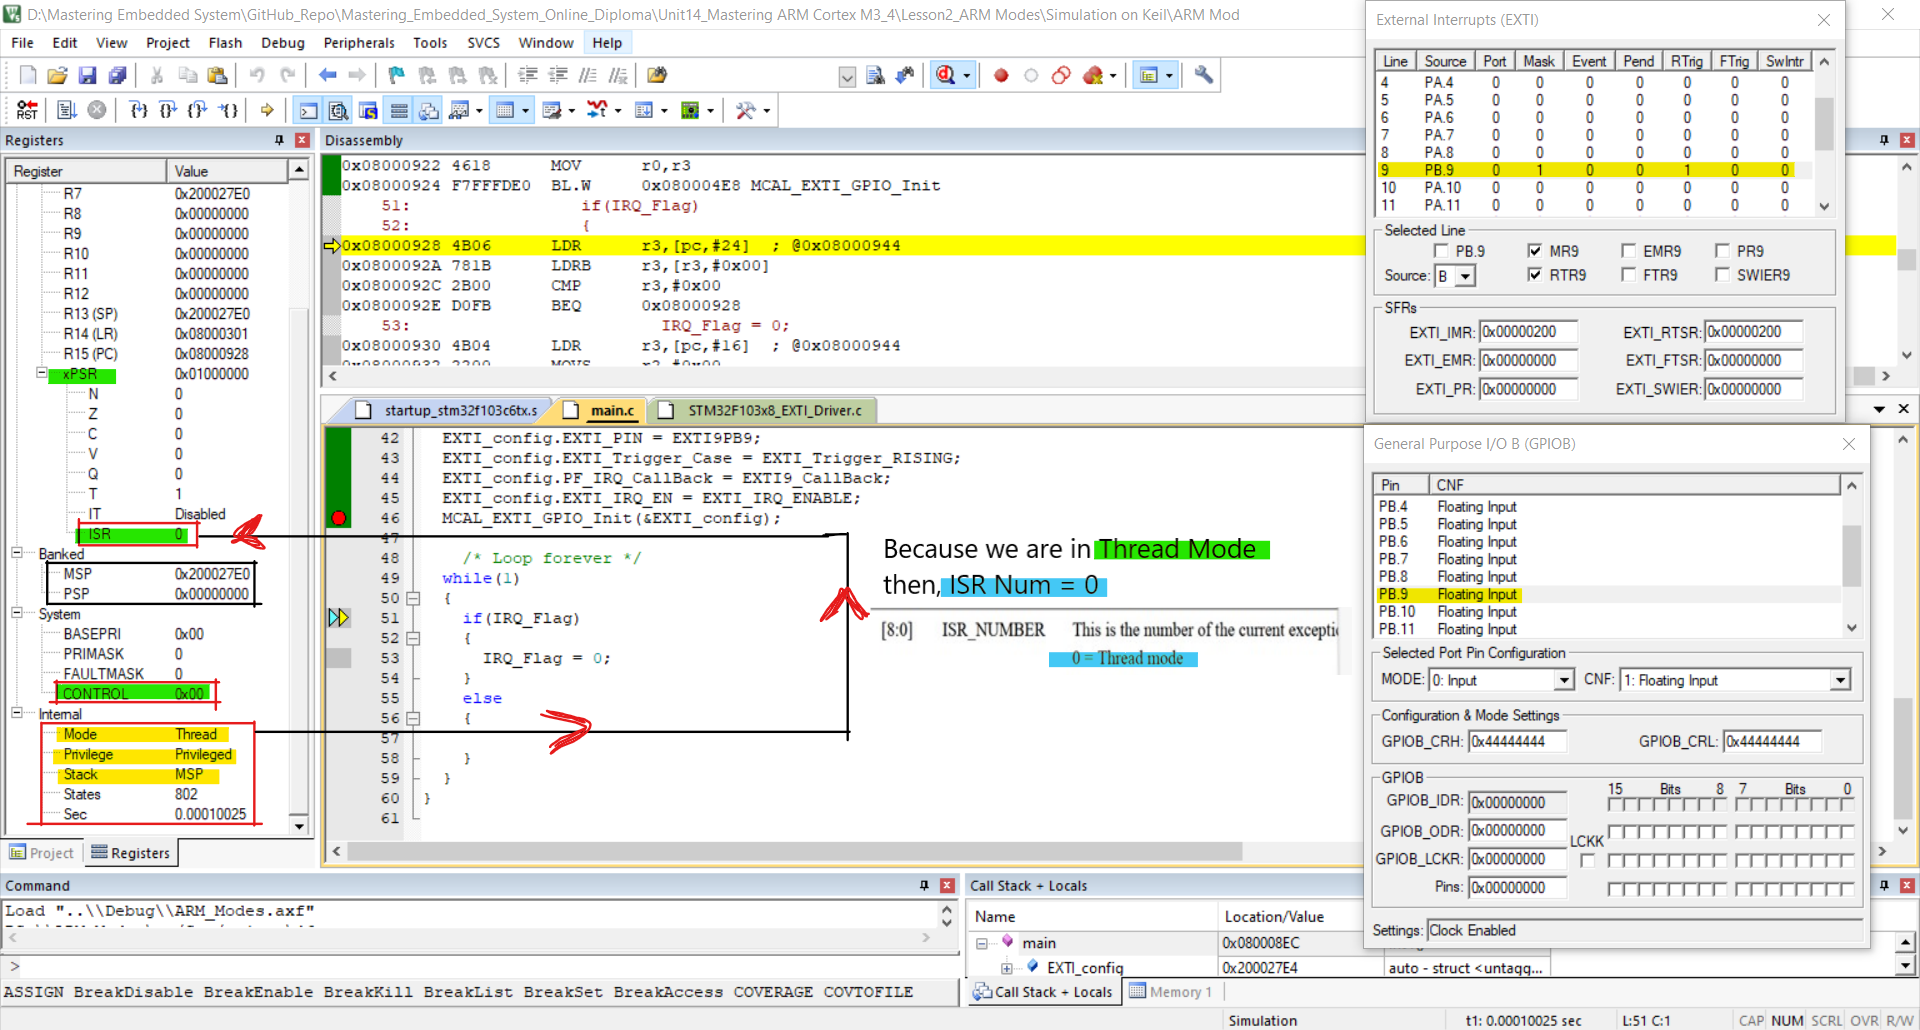 D:\Mastering Embedded System\GitHub_Repo\Mastering_Embedded_System_Online_Diploma\Unit14_Mastering ARM Cortex M3_4\Lesson2_ARM Modes\Simulation on Keil\ARM Mod
File Edit View Project Flash Debug Peripherals Tools SVCS Window Help
RST
Registers
Register Value
R7 0x200027E0
R8 0x00000000
R9 0x00000000
R10 0x00000000
R11 0x00000000
R12 0x00000000
R13 (SP) 0x200027E0
R14 (LR) 0x08000301
R15 (PC) 0x08000928
xPSR 0x01000000
N 0
Z 0
C 0
V 0
Q 0
T 1
IT Disabled
ISR 0
Banked
MSP 0x200027E0
PSP 0x00000000
System
BASEPRI 0x00
PRIMASK 0
FAULTMASK 0
CONTROL 0x00
Internal
Mode Thread
Privilege Privileged
Stack MSP
States 802
Sec 0.00010025
Project Registers
Disassembly
0x08000922 4618 MOV r0,r3
0x08000924 F7FFFDE0 BL.W 0x080004E8 MCAL_EXTI_GPIO_Init
51: if(IRQ_Flag)
52: {
0x08000928 4B06 LDR r3,[pc,#24] ; @0x08000944
0x0800092A 781B LDRB r3,[r3,#0x00]
0x0800092C 2B00 CMP r3,#0x00
0x0800092E D0FB BEQ 0x08000928
53: IRQ_Flag = 0;
0x08000930 4B04 LDR r3,[pc,#16] ; @0x08000944
0x08000932 2200 MOVS r2,#0x00
startup_stm32f103c6tx.s main.c STM32F103x8_EXTI_Driver.c
42 EXTI_config.EXTI_PIN = EXTI9PB9;
43 EXTI_config.EXTI_Trigger_Case = EXTI_Trigger_RISING;
44 EXTI_config.PF_IRQ_CallBack = EXTI9_CallBack;
45 EXTI_config.EXTI_IRQ_EN = EXTI_IRQ_ENABLE;
46 MCAL_EXTI_GPIO_Init(&EXTI_config);
47
48 /* Loop forever */
49 while(1)
50 {
51 if(IRQ_Flag)
52 {
53 IRQ_Flag = 0;
54 }
55 else
56 {
57
58 }
59 }
60 }
61
Because we are in Thread Mode
then, ISR Num = 0
[8:0] ISR_NUMBER This is the number of the current
0 = Thread mode
External Interrupts (EXTI)
Line Source Port Mask Event Pend RTrig FTrig SwIntr
4 PA.4 0 0 0 0 0 0 0
5 PA.5 0 0 0 0 0 0 0
6 PA.6 0 0 0 0 0 0 0
7 PA.7 0 0 0 0 0 0 0
8 PA.8 0 0 0 0 0 0 0
9 PB.9 0 1 0 0 1 0 0
10 PA.10 0 0 0 0 0 0 0
11 PA.11 0 0 0 0 0 0 0
Selected Line
PB.9 MR9 EMR9 PR9
Source: B RTR9 FTR9 SWIER9
SFRs
EXTI_IMR: 0x00000200 EXTI_RTSR: 0x00000200
EXTI_EMR: 0x00000000 EXTI_FTSR: 0x00000000
EXTI_PR: 0x00000000 EXTI_SWIER: 0x00000000
General Purpose I/O B (GPIOB)
Pin CNF
PB.4 Floating Input
PB.5 Floating Input
PB.6 Floating Input
PB.7 Floating Input
PB.8 Floating Input
PB.9 Floating Input
PB.10 Floating Input
PB.11 Floating Input
Selected Port Pin Configuration
MODE: 0: Input CNF: 1: Floating Input
Configuration & Mode Settings
GPIOB_CRH: 0x44444444 GPIOB_CRL: 0x44444444
GPIOB
15 Bits 8 7 Bits 0
GPIOB_IDR: 0x00000000
GPIOB_ODR: 0x00000000
LCKK
GPIOB_LCKR: 0x00000000
Pins: 0x00000000
Settings: Clock Enabled
Command
Load "..\\Debug\\ARM_Modes.axf"
>
ASSIGN BreakDisable BreakEnable BreakKill BreakList BreakSet BreakAccess COVERAGE COVTOFILE
Call Stack + Locals
Name Location/Value
main 0x080008EC
EXTI_config 0x200027E4 auto - struct <untagg...
Call Stack + Locals Memory 1
Simulation t1: 0.00010025 sec L:51 C:1 CAP NUM SCRL OVR R/W